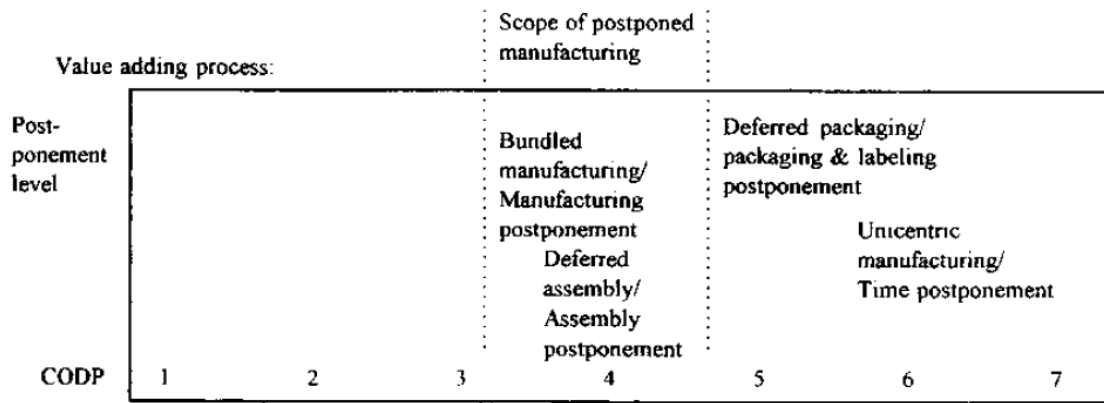 Scope of postponed
manufacturing
Value adding process:
Post-
ponement
level
Bundled
manufacturing/
Manufacturing
postponement
Deferred
assembly/
Assembly
postponement
Deferred packaging/
packaging & labeling
postponement
Unicentric
manufacturing/
Time postponement
CODP 1 2 3 4 5 6 7